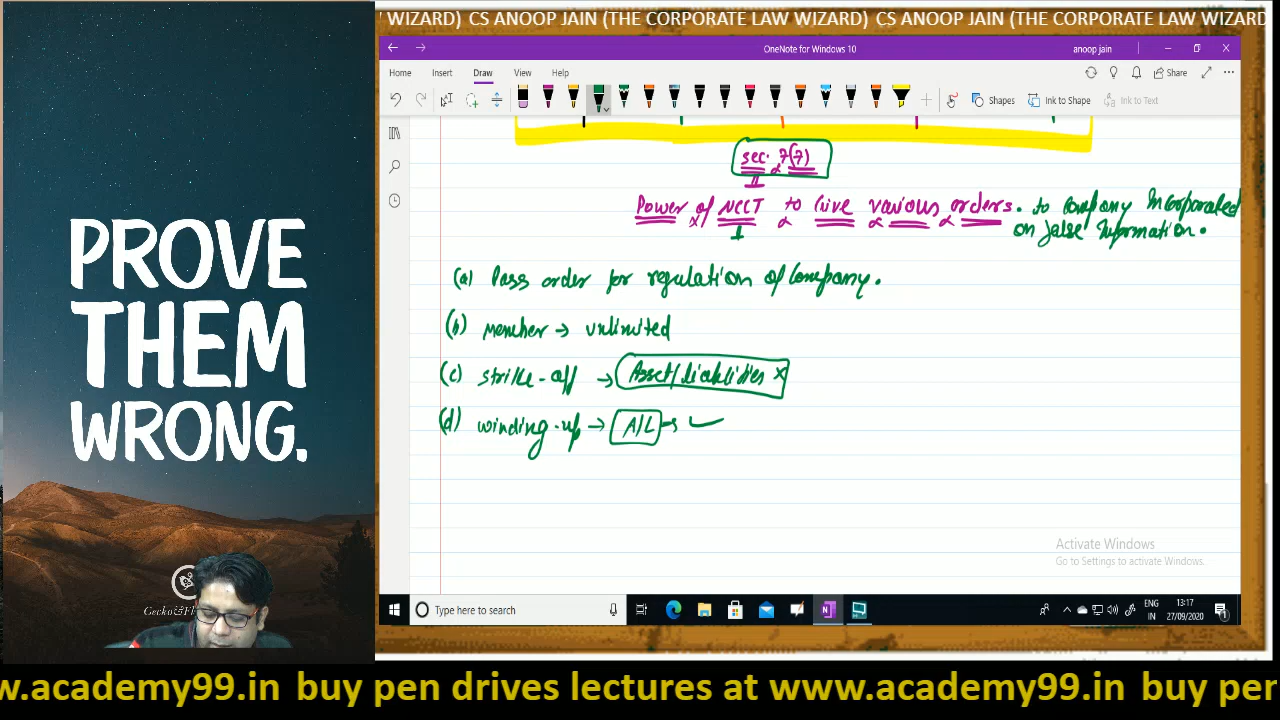 ' WIZARD) CS ANOOP JAIN (THE CORPORATE LAW WIZARD) CS ANOOP JAIN (THE CORPORATE LAW WIZARD
OneNote for Windows 10
anoop jain
Home Insert Draw View Help
Share
Shapes Ink to Shape Ink to Text
sec. 7(7)
Power of NCLT to Give various orders. to Company Incorporated
on false Information.
(a) Pass order for regulation of Company.
(b) member → unlimited
(c) strike-off → Asset/liabilities x
(d) winding-up → A/L → ✓
PROVE
THEM
WRONG.
Gecko&Fl
Activate Windows
Go to Settings to activate Windows.
Type here to search
ENG
IN
13:17
27/09/2020
1
w.academy99.in buy pen drives lectures at www.academy99.in buy pen